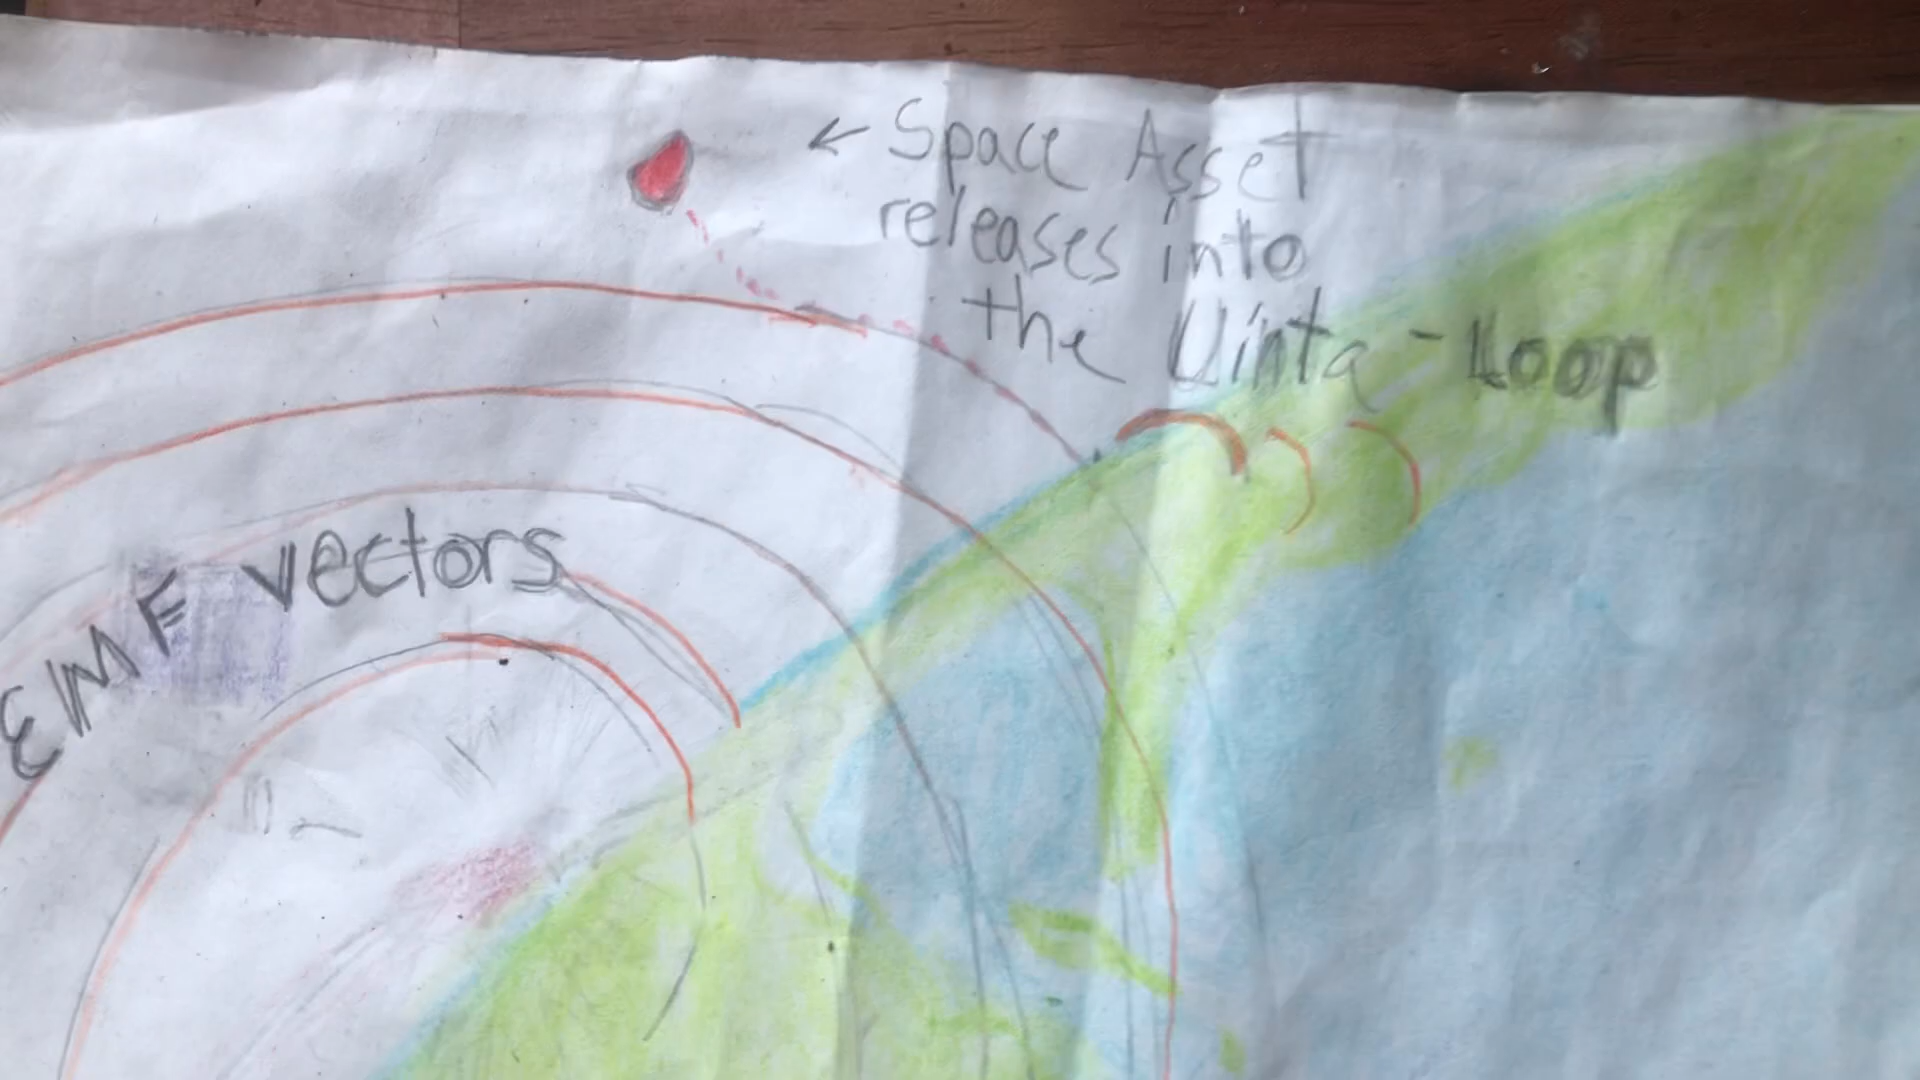 ← Space Asset
releases into
the Uinta-Loop
EMF vectors